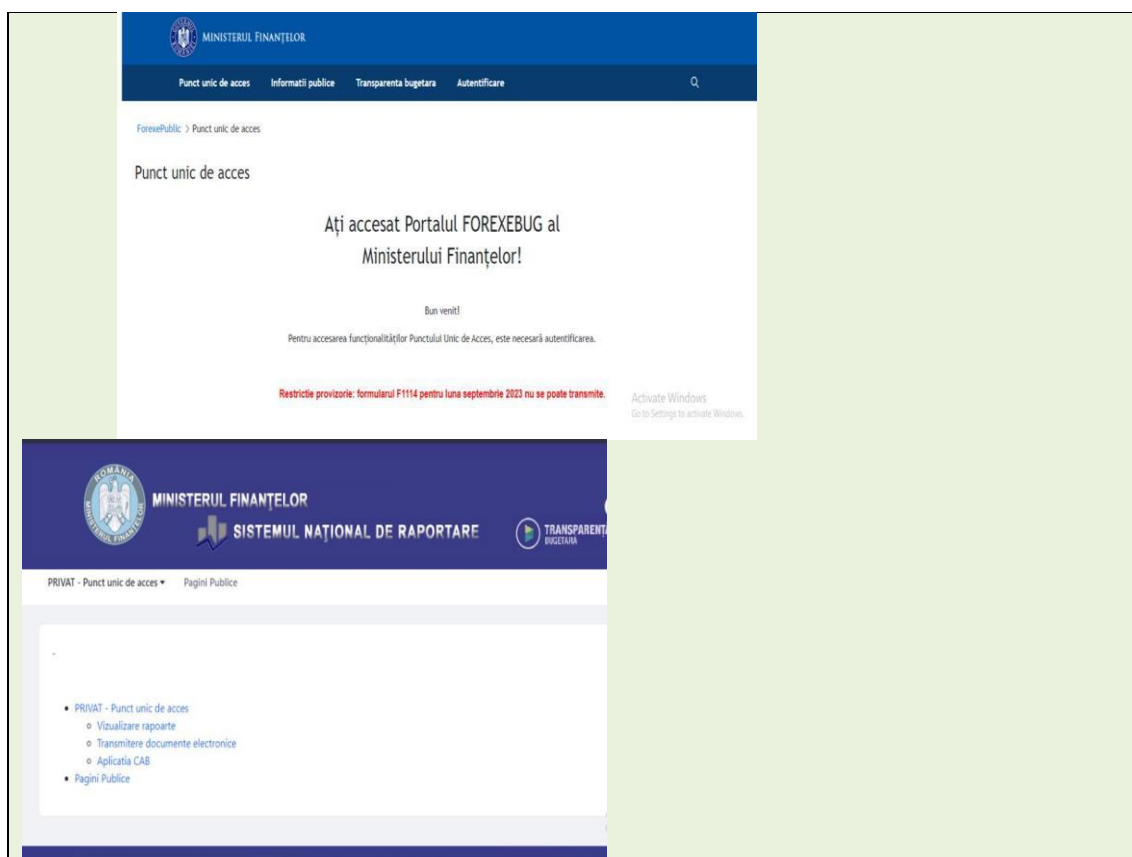 MINISTERUL FINANȚELOR
Punct unic de acces Informatii publice Transparenta bugetara Autentificare
ForexePublic > Punct unic de acces
Punct unic de acces
Ați accesat Portalul FOREXEBUG al
Ministerului Finanțelor!
Bun venit!
Pentru accesarea funcționalităților Punctului Unic de Acces, este necesară autentificarea.
Restrictie provizorie: formularul F1114 pentru luna septembrie 2023 nu se poate transmite.
Activate Windows
Go to Settings to activate Windows.
ROMÂNIA
MINISTERUL FINANȚELOR
MINISTERUL FINANȚELOR
SISTEMUL NAȚIONAL DE RAPORTARE
TRANSPARENȚA
BUGETARA
PRIVAT - Punct unic de acces Pagini Publice
-
PRIVAT - Punct unic de acces
Vizualizare rapoarte
Transmitere documente electronice
Aplicatia CAB
Pagini Publice